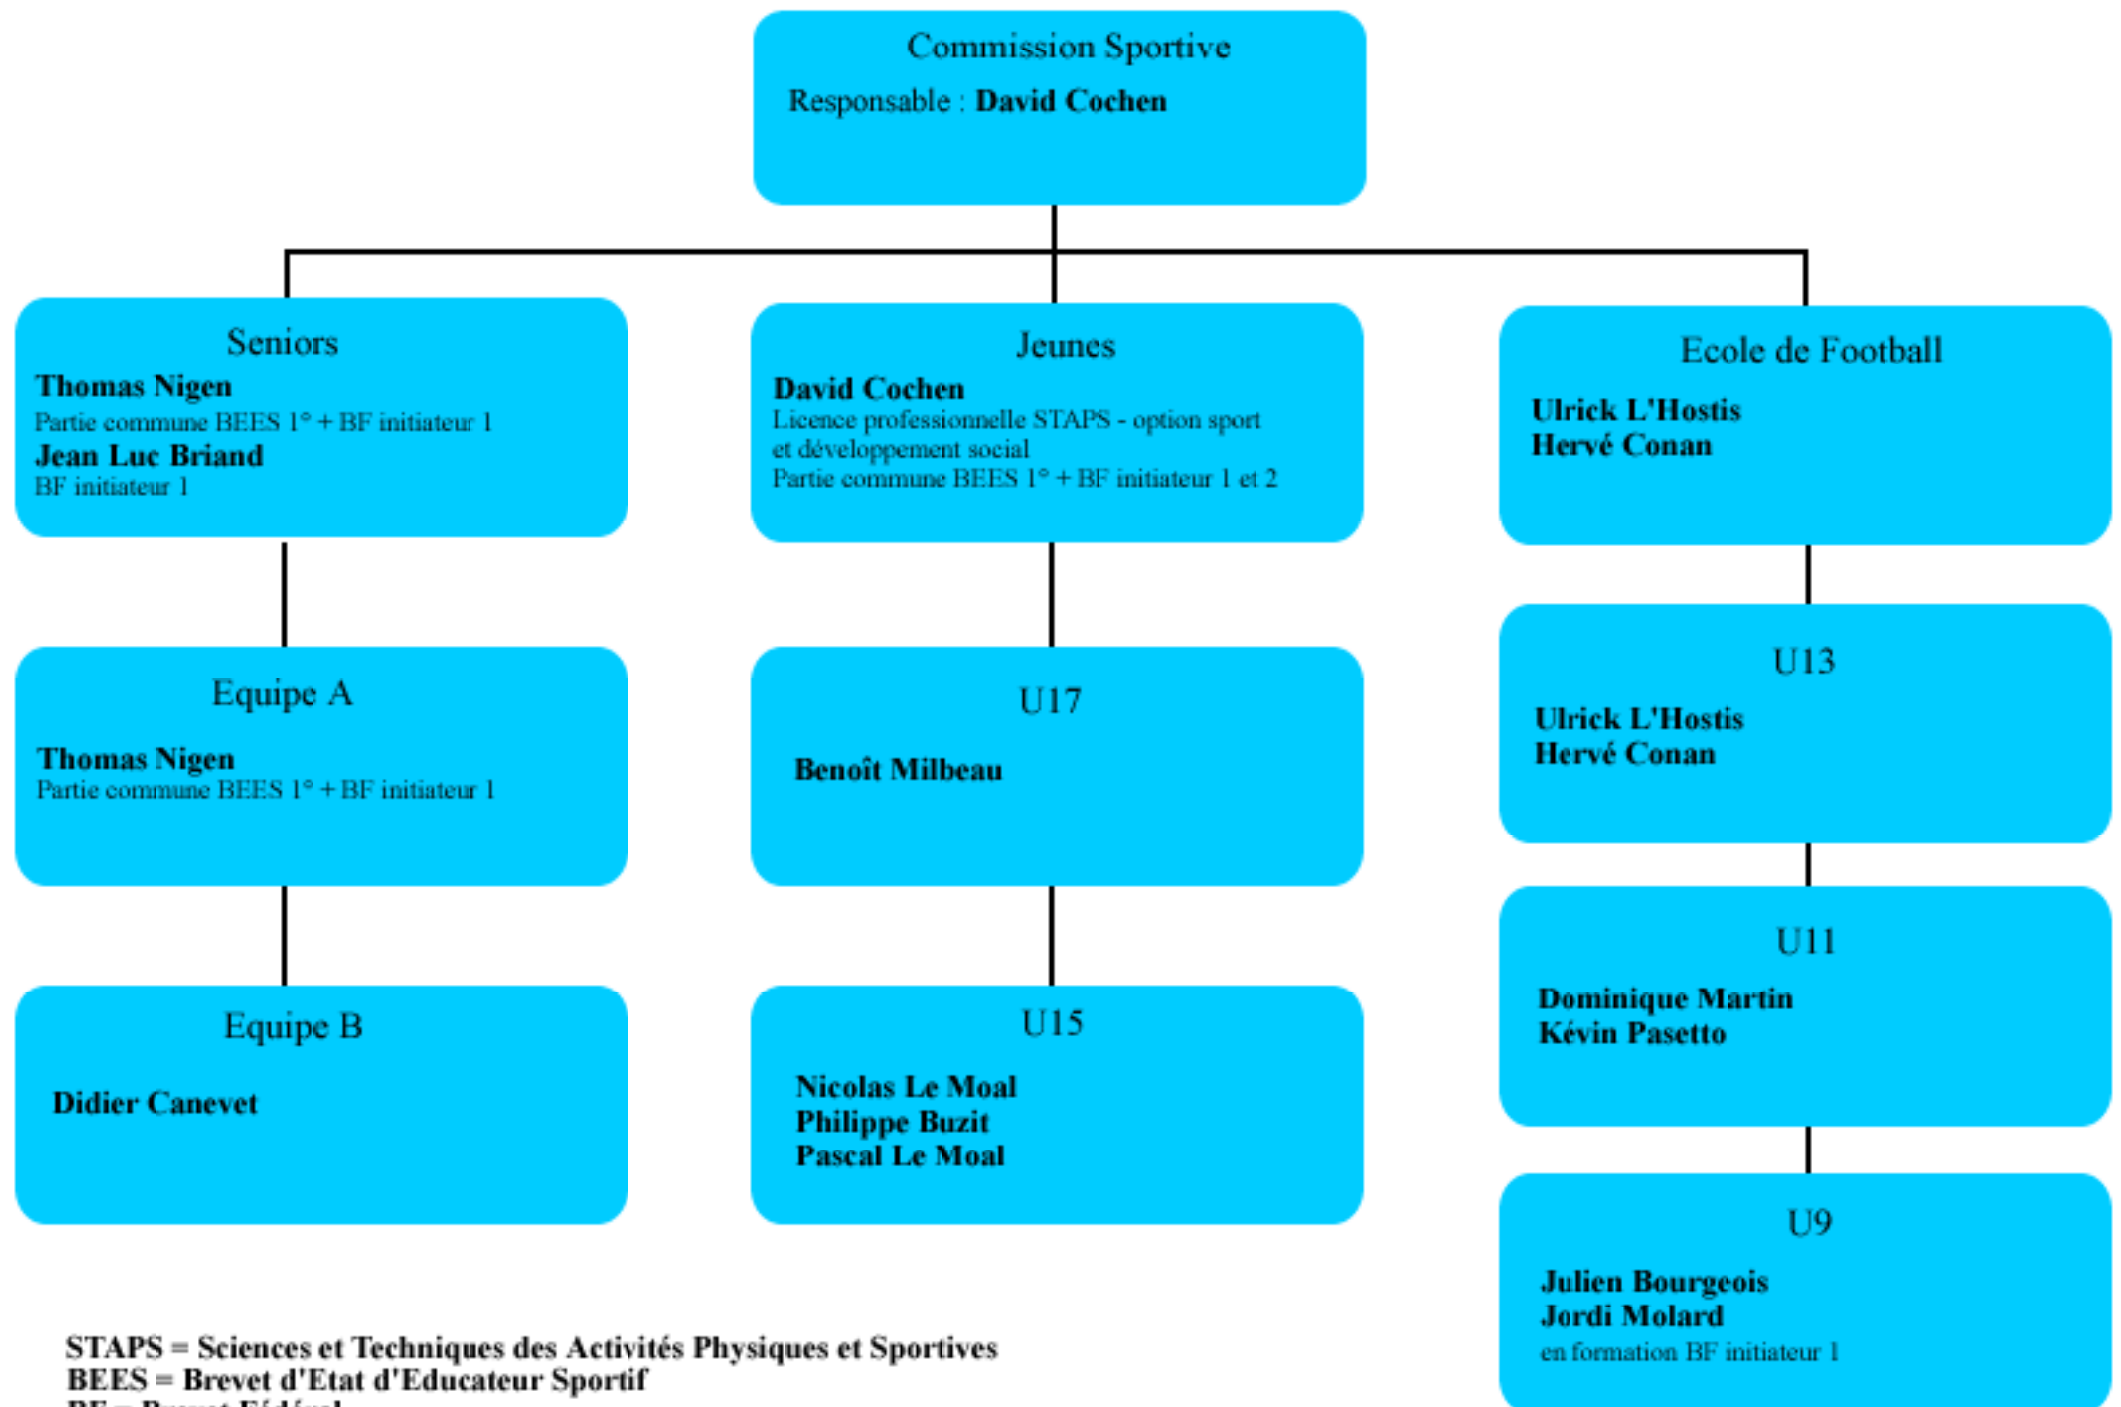 Commission Sportive
Responsable : David Cochen
Seniors
Thomas Nigen
Partie commune BEES 1° + BF initiateur 1
Jean Luc Briand
BF initiateur 1
Equipe A
Thomas Nigen
Partie commune BEES 1° + BF initiateur 1
Equipe B
Didier Canevet
Jeunes
David Cochen
Licence professionnelle STAPS - option sport
et développement social
Partie commune BEES 1° + BF initiateur 1 et 2
U17
Benoît Milbeau
U15
Nicolas Le Moal
Philippe Buzit
Pascal Le Moal
Ecole de Football
Ulrick L'Hostis
Hervé Conan
U13
Ulrick L'Hostis
Hervé Conan
U11
Dominique Martin
Kévin Pasetto
U9
Julien Bourgeois
Jordi Molard
en formation BF initiateur 1
STAPS = Sciences et Techniques des Activités Physiques et Sportives
BEES = Brevet d'Etat d'Educateur Sportif
BF = Brevet Fédéral